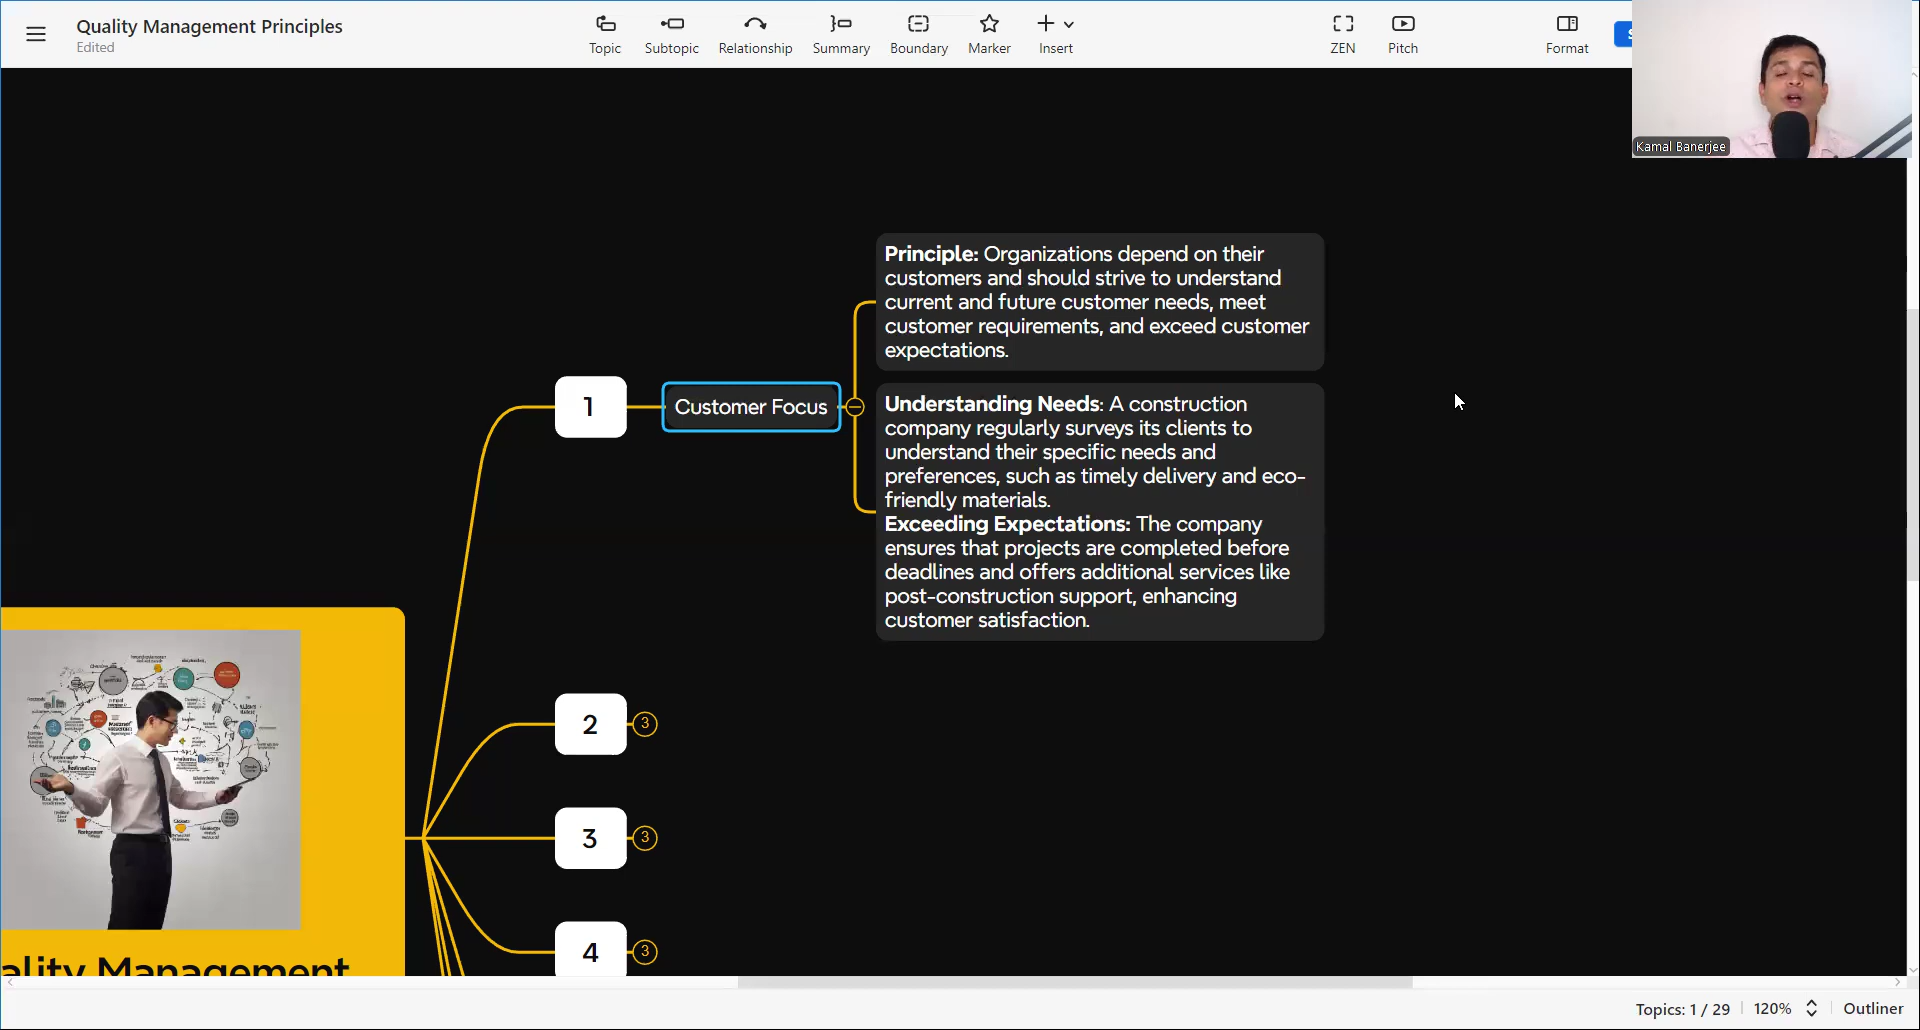 Quality Management Principles
Edited
Topic
Subtopic
Relationship
Summary
Boundary
Marker
Insert
ZEN
Pitch
Format
Kamal Banerjee
Principle: Organizations depend on their
customers and should strive to understand
current and future customer needs, meet
customer requirements, and exceed customer
expectations.
1
Customer Focus
Understanding Needs: A construction
company regularly surveys its clients to
understand their specific needs and
preferences, such as timely delivery and eco-
friendly materials.
Exceeding Expectations: The company
ensures that projects are completed before
deadlines and offers additional services like
post-construction support, enhancing
customer satisfaction.
2
3
3
3
4
3
ality Management
Topics: 1 / 29
120%
Outliner